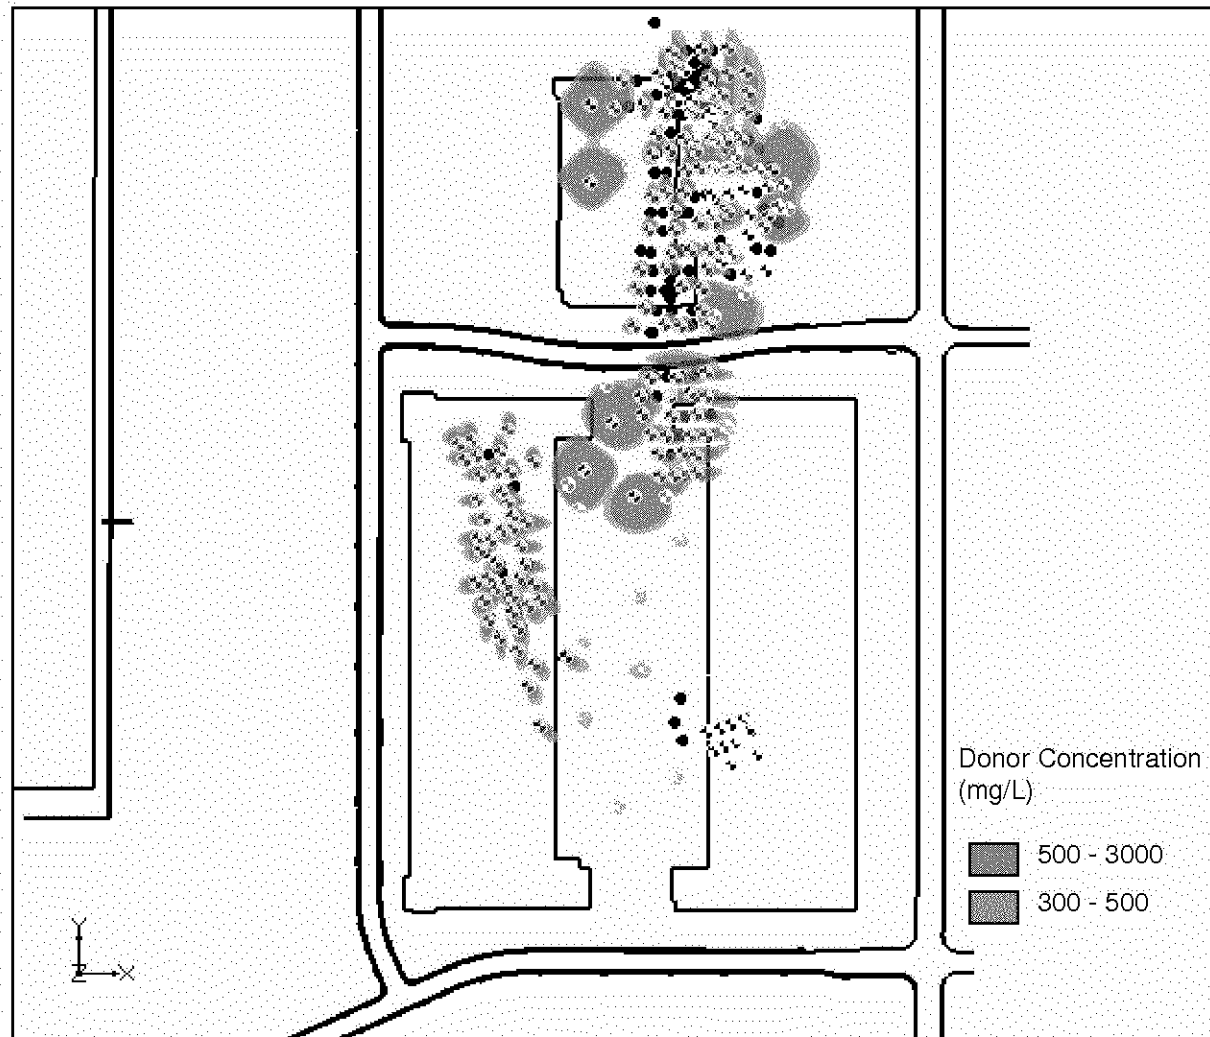 Donor Concentration
(mg/L)
500 - 3000
300 - 500
Y
Z X